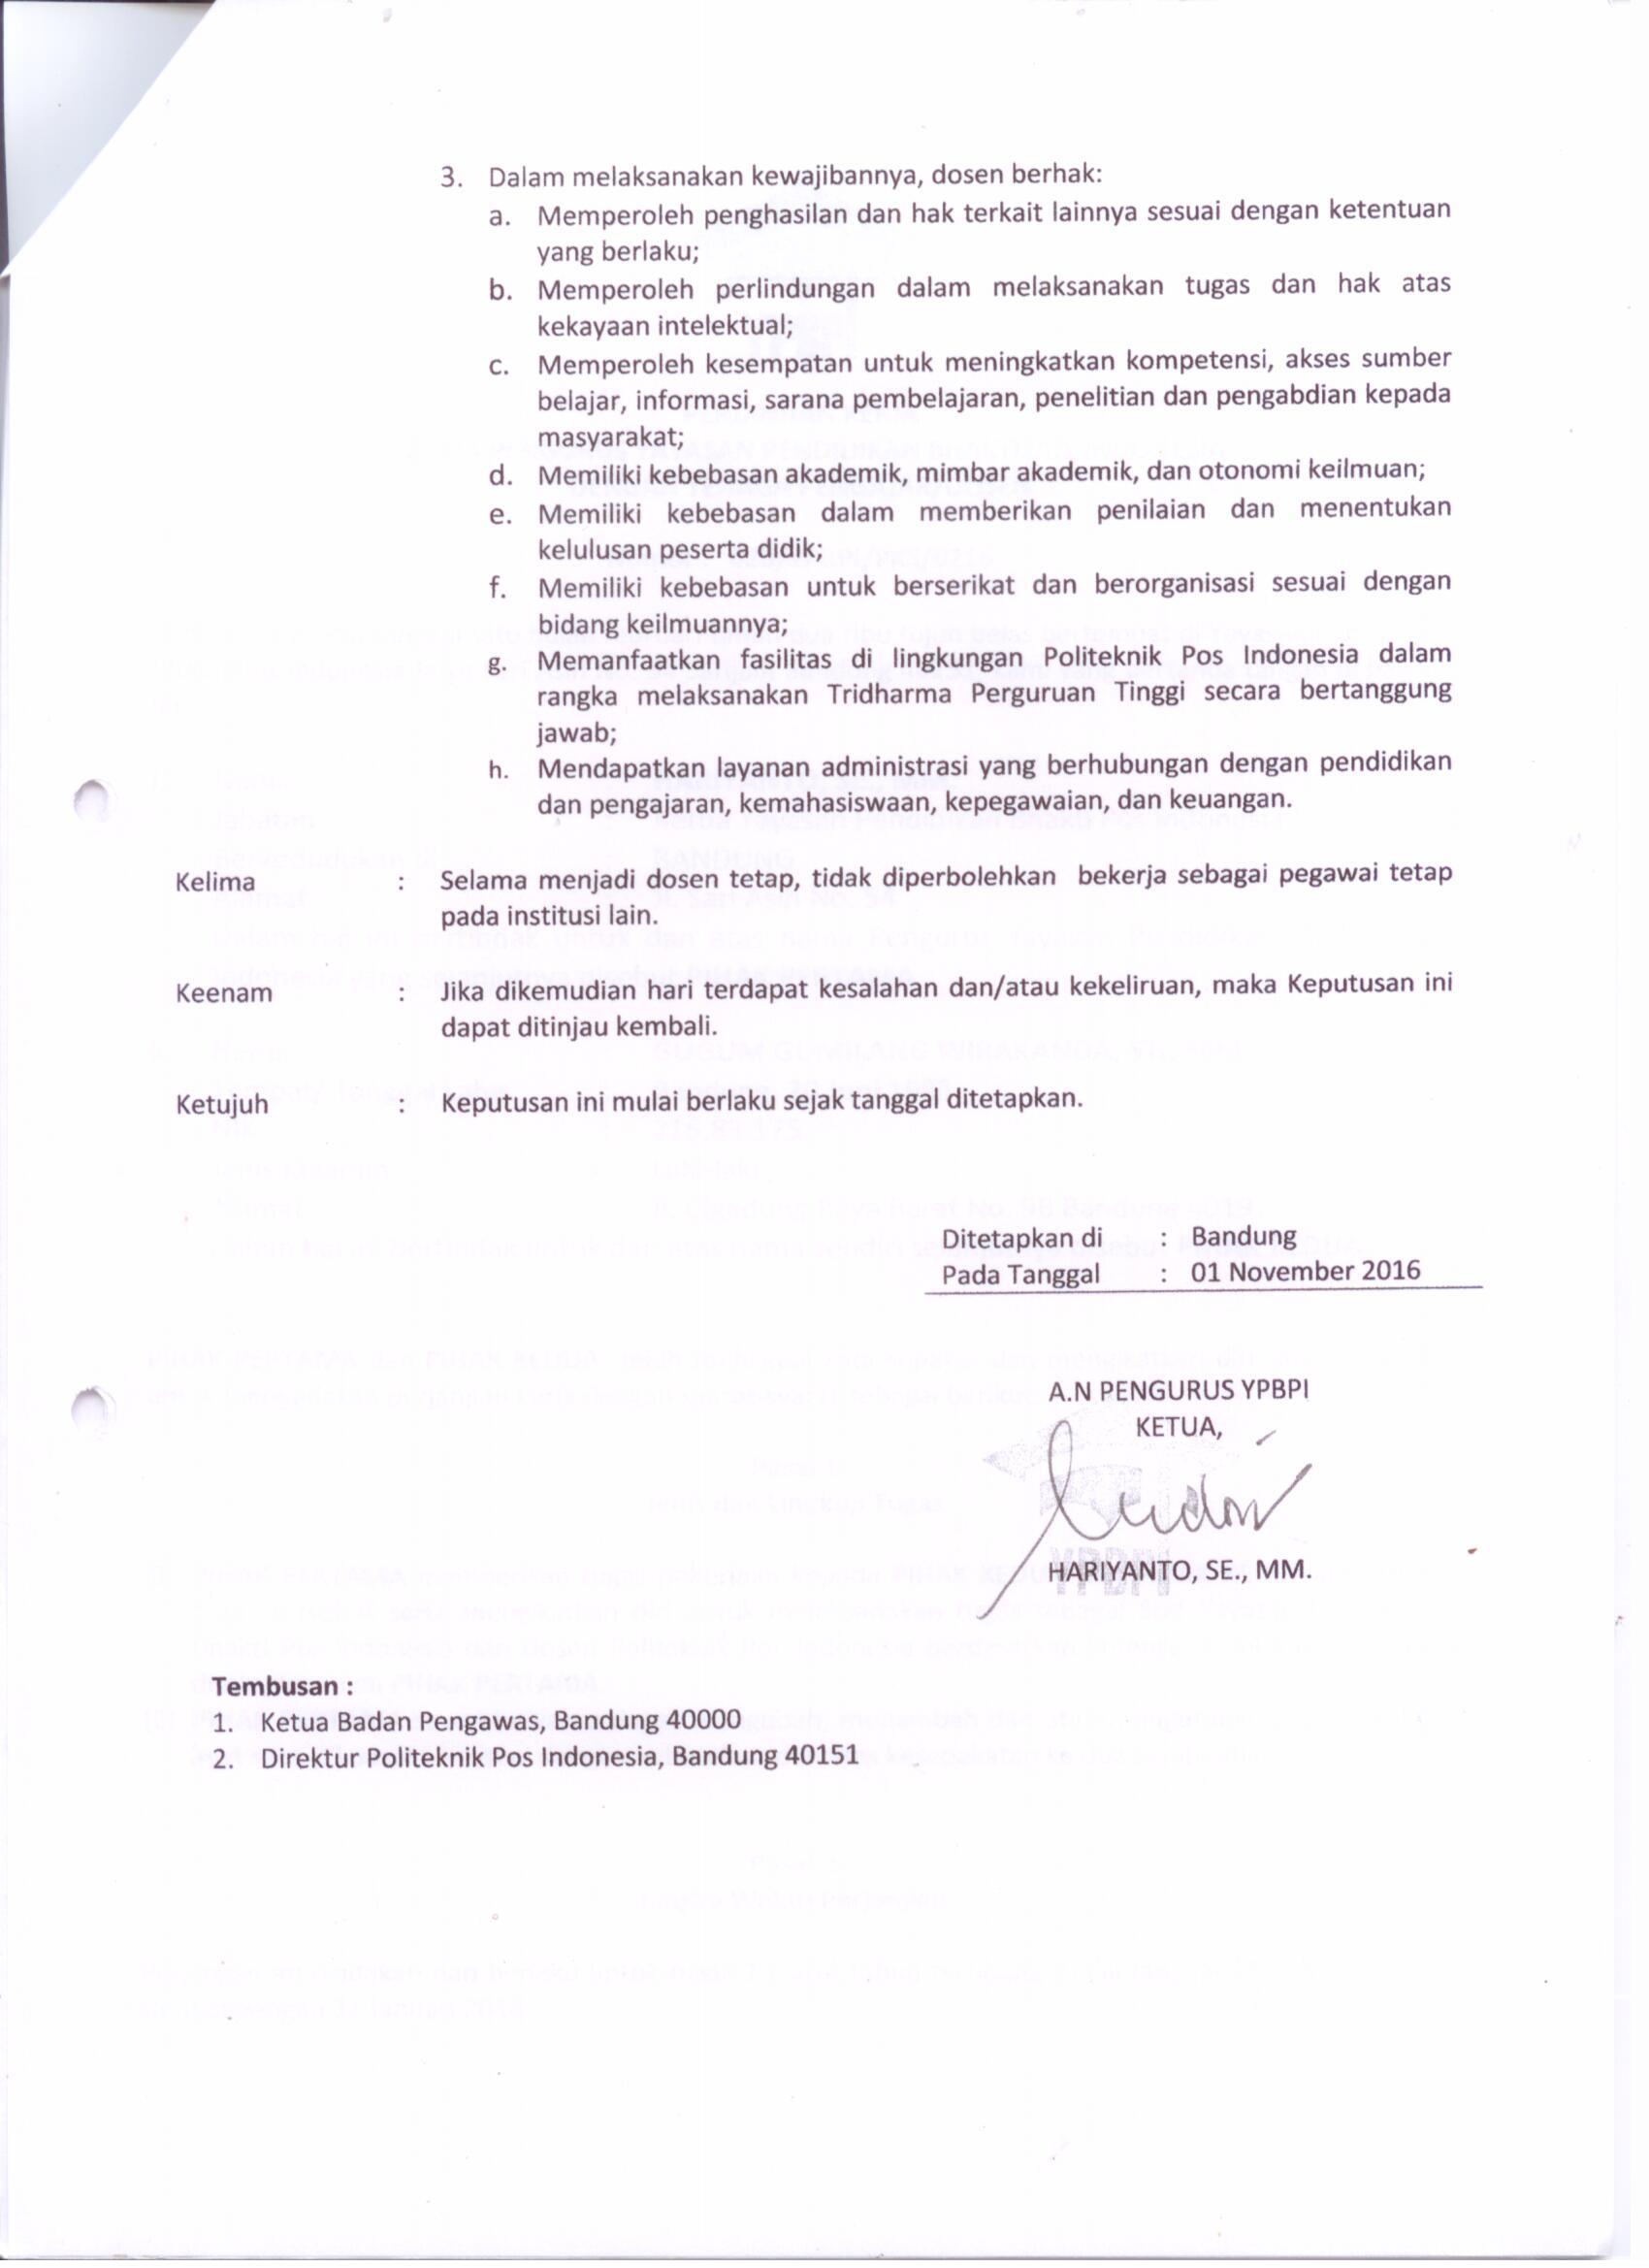 3. Dalam melaksanakan kewajibannya, dosen berhak:
a. Memperoleh penghasilan dan hak terkait lainnya sesuai dengan ketentuan
yang berlaku;
b. Memperoleh perlindungan dalam melaksanakan tugas dan hak atas
kekayaan intelektual;
c. Memperoleh kesempatan untuk meningkatkan kompetensi, akses sumber
belajar, informasi, sarana pembelajaran, penelitian dan pengabdian kepada
masyarakat;
d. Memiliki kebebasan akademik, mimbar akademik, dan otonomi keilmuan;
e. Memiliki kebebasan dalam memberikan penilaian dan menentukan
kelulusan peserta didik;
f. Memiliki kebebasan untuk berserikat dan berorganisasi sesuai dengan
bidang keilmuannya;
g. Memanfaatkan fasilitas di lingkungan Politeknik Pos Indonesia dalam
rangka melaksanakan Tridharma Perguruan Tinggi secara bertanggung
jawab;
h. Mendapatkan layanan administrasi yang berhubungan dengan pendidikan
dan pengajaran, kemahasiswaan, kepegawaian, dan keuangan.
Kelima : Selama menjadi dosen tetap, tidak diperbolehkan bekerja sebagai pegawai tetap
pada institusi lain.
Keenam : Jika dikemudian hari terdapat kesalahan dan/atau kekeliruan, maka Keputusan ini
dapat ditinjau kembali.
Ketujuh : Keputusan ini mulai berlaku sejak tanggal ditetapkan.
Ditetapkan di : Bandung
Pada Tanggal : 01 November 2016
A.N PENGURUS YPBPI
KETUA,
YPBPI
HARIYANTO, SE., MM.
Tembusan :
1. Ketua Badan Pengawas, Bandung 40000
2. Direktur Politeknik Pos Indonesia, Bandung 40151